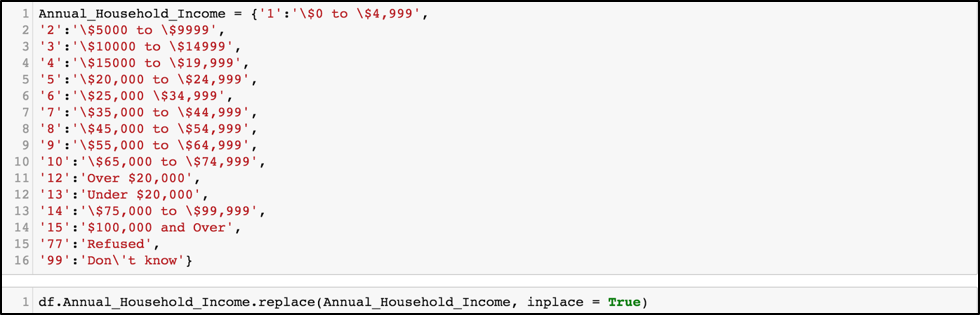 1 Annual_Household_Income = {'1':'\$0 to \$4,999',
2 '2':'\$5000 to \$9999',
3 '3':'\$10000 to \$14999',
4 '4':'\$15000 to \$19,999',
5 '5':'\$20,000 to \$24,999',
6 '6':'\$25,000 \$34,999',
7 '7':'\$35,000 to \$44,999',
8 '8':'\$45,000 to \$54,999',
9 '9':'\$55,000 to \$64,999',
10 '10':'\$65,000 to \$74,999',
11 '12':'Over $20,000',
12 '13':'Under $20,000',
13 '14':'\$75,000 to \$99,999',
14 '15':'$100,000 and Over',
15 '77':'Refused',
16 '99':'Don\'t know'}
1 df.Annual_Household_Income.replace(Annual_Household_Income, inplace = True)